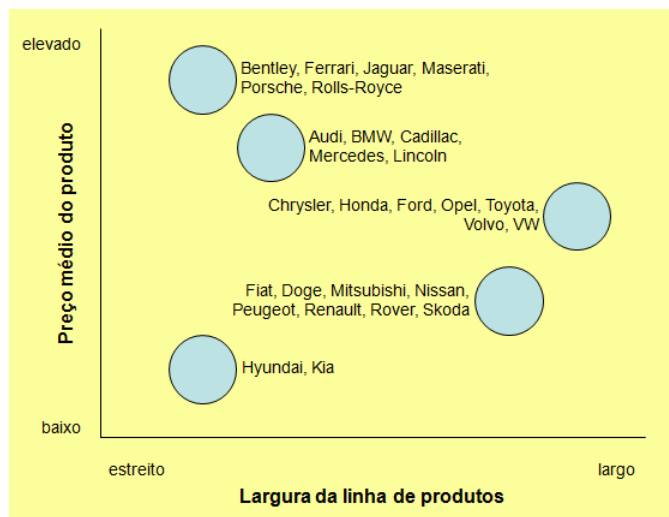 elevado
Bentley, Ferrari, Jaguar, Maserati,
Porsche, Rolls-Royce
Audi, BMW, Cadillac,
Mercedes, Lincoln
Chrysler, Honda, Ford, Opel, Toyota,
Volvo, VW
Fiat, Doge, Mitsubishi, Nissan,
Peugeot, Renault, Rover, Skoda
Hyundai, Kia
Preço médio do produto
baixo
estreito
largo
Largura da linha de produtos